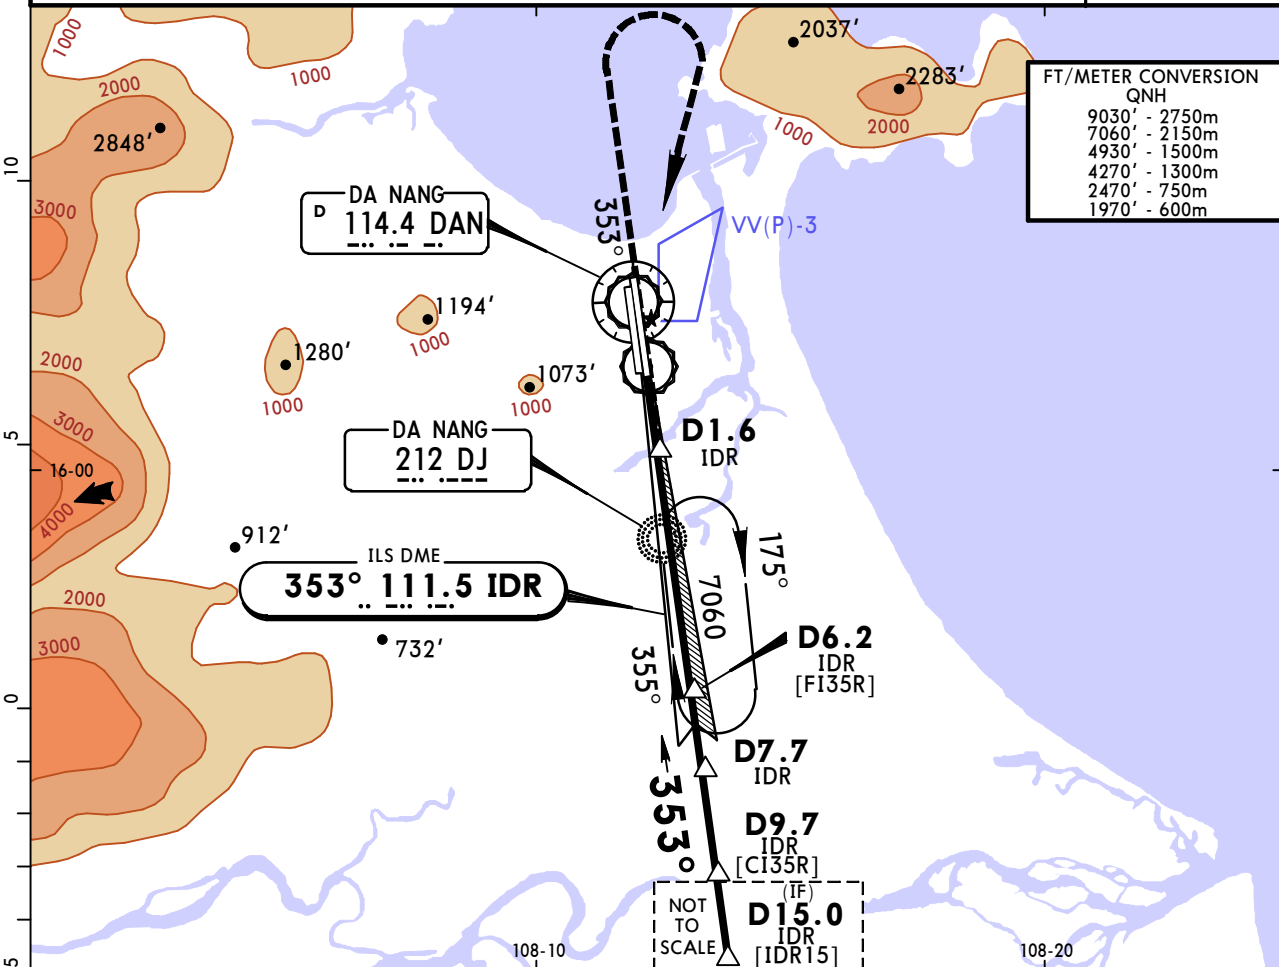 1000
2000
2848'
3000
10
1000
2037'
2283'
1000
2000
FT/METER CONVERSION
QNH
9030' - 2750m
7060' - 2150m
4930' - 1500m
4270' - 1300m
2470' - 750m
1970' - 600m
DA NANG
D 114.4 DAN
353°
VV(P)-3
1194'
1000
1280'
1000
1073'
1000
2000
3000
5
16-00
4000
DA NANG
212 DJ
D1.6
IDR
912'
ILS DME
353° 111.5 IDR
732'
175°
7060
355°
D6.2
IDR
[FI35R]
2000
3000
0
D7.7
IDR
353°
D9.7
IDR
[CI35R]
(IF)
D15.0
IDR
[IDR15]
NOT
TO
SCALE
5
108-10
108-20